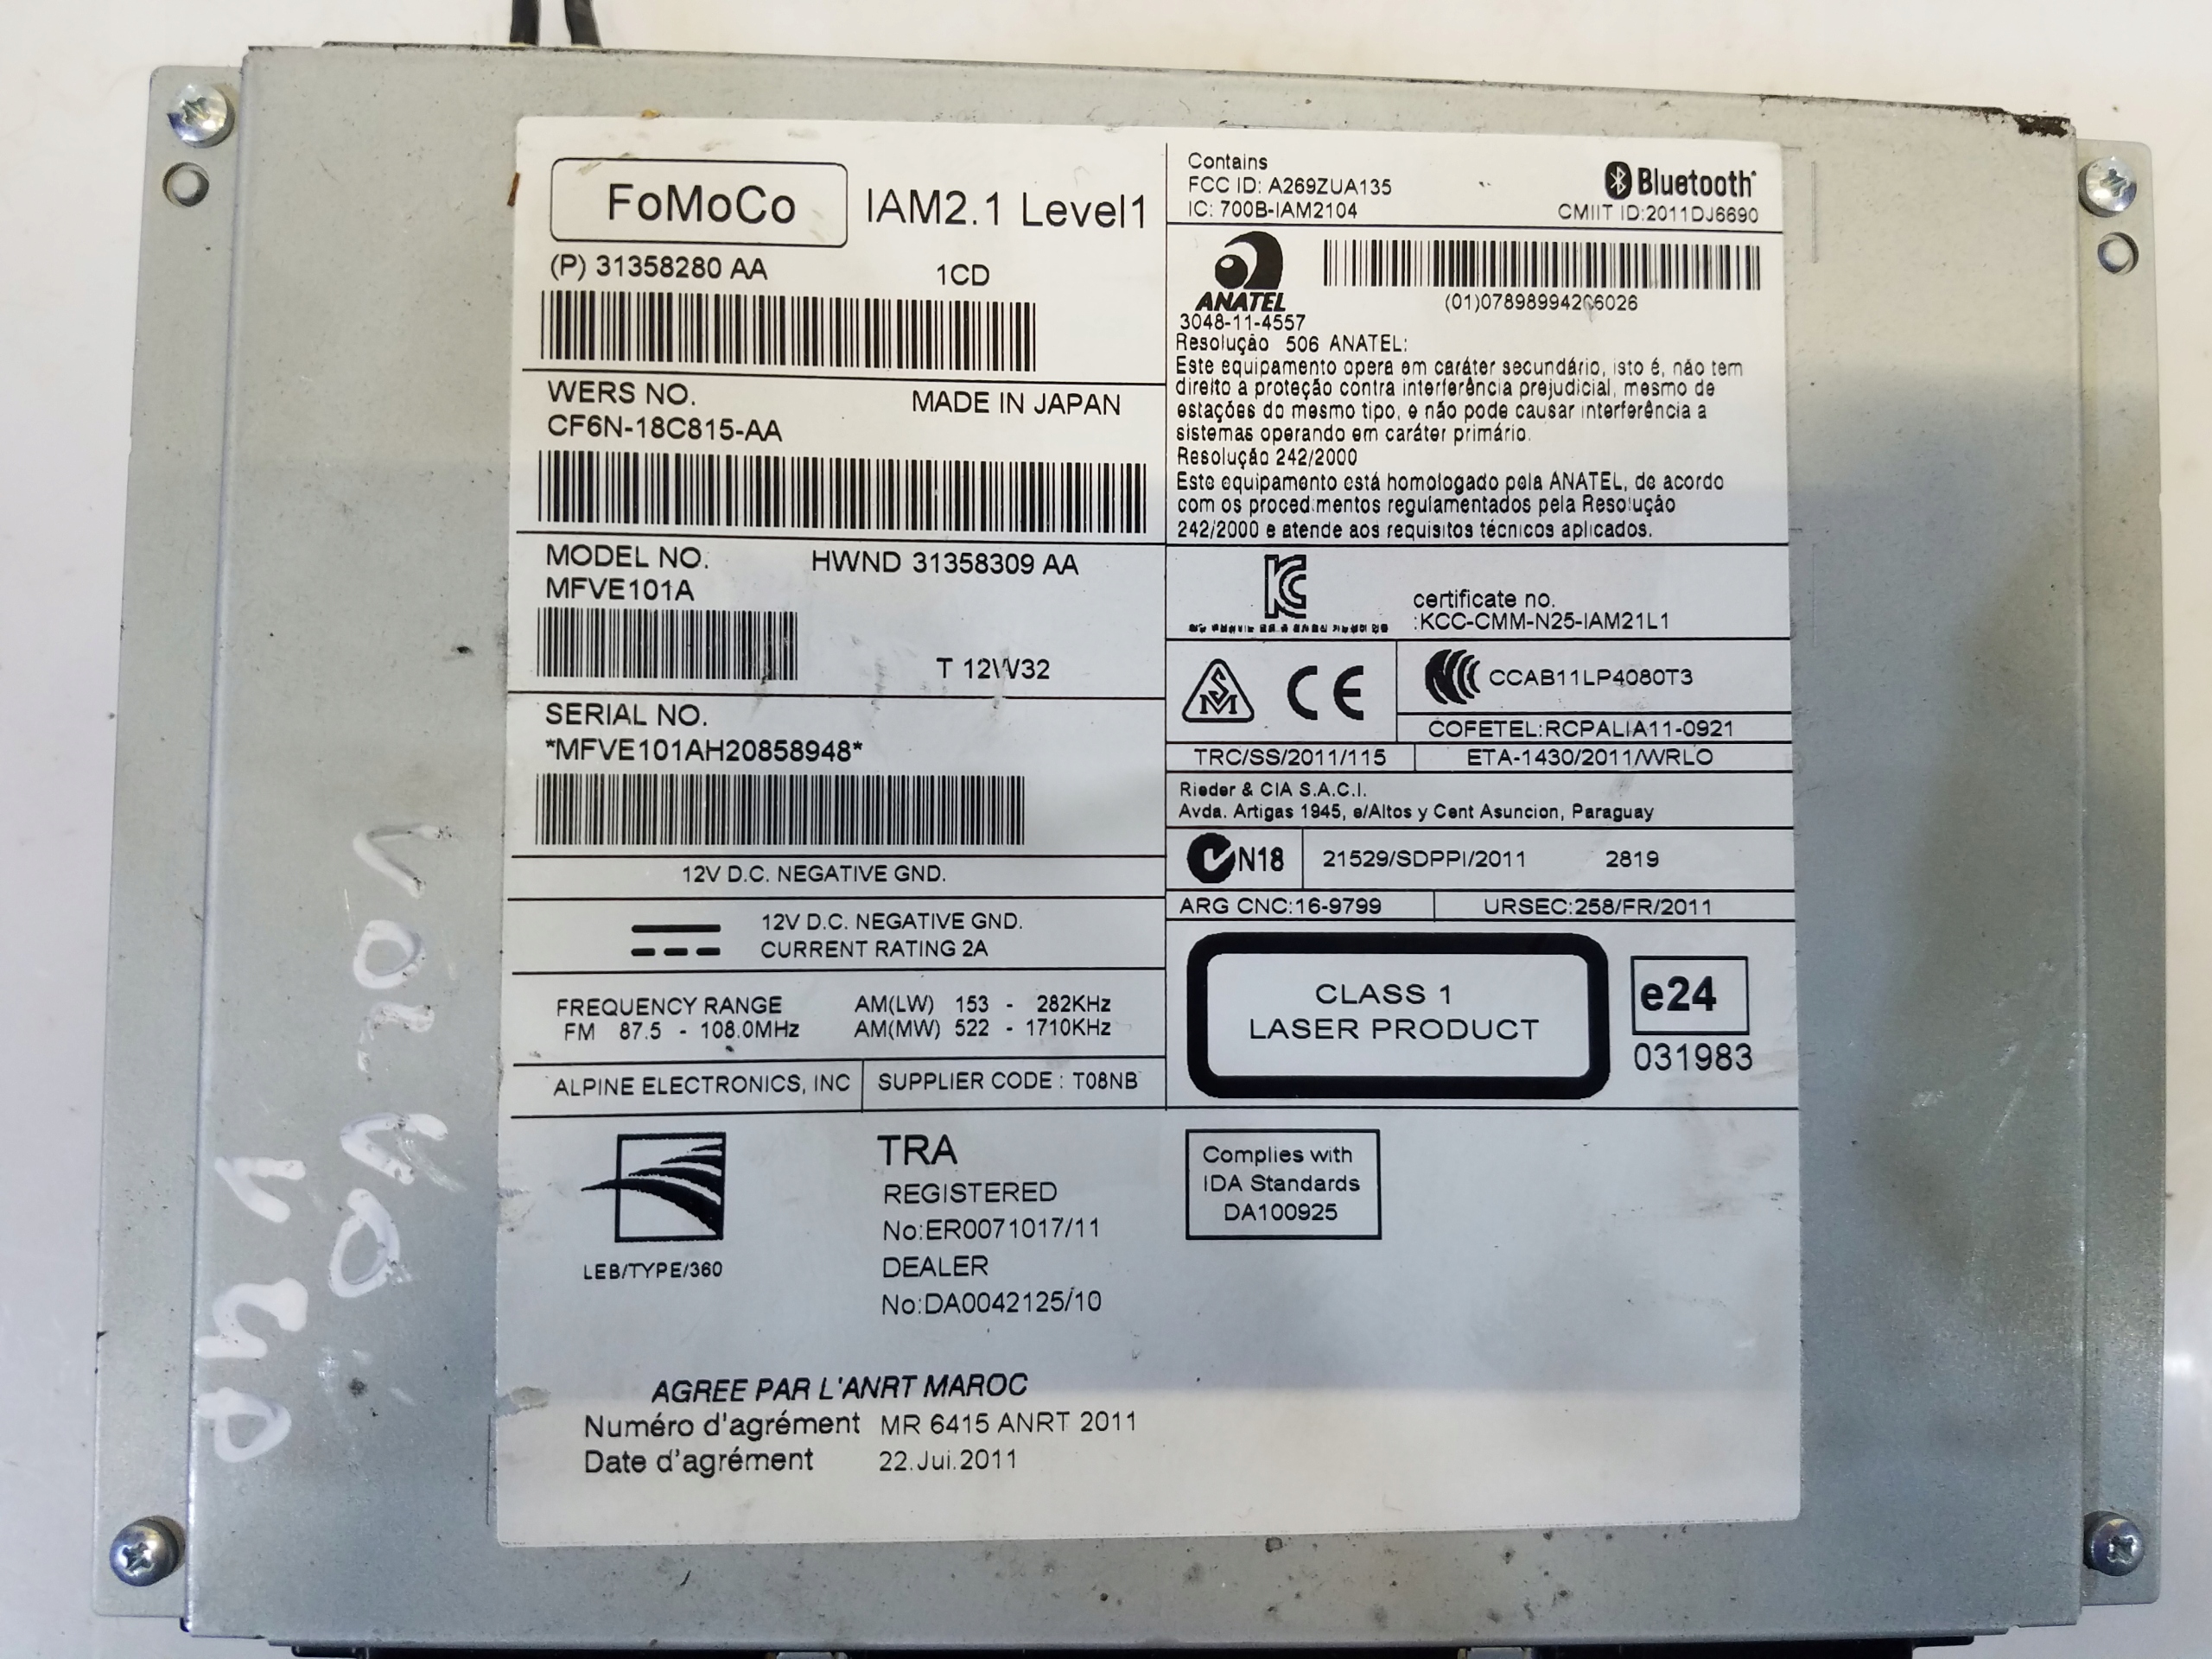 FoMoCo IAM2.1 Level1
(P) 31358280 AA 1CD
WERS NO. MADE IN JAPAN
CF6N-18C815-AA
MODEL NO. HWND 31358309 AA
MFVE101A
T 12W32
SERIAL NO.
*MFVE101AH20858948*
12V D.C. NEGATIVE GND.
12V D.C. NEGATIVE GND.
CURRENT RATING 2A
FREQUENCY RANGE AM(LW) 153 - 282KHz
FM 87.5 - 108.0MHz AM(MW) 522 - 1710KHz
ALPINE ELECTRONICS, INC SUPPLIER CODE : T08NB
Contains
FCC ID: A269ZUA135
IC: 700B-IAM2104
Bluetooth
CMIIT ID:2011DJ6690
ANATEL
(01)07898994206026
3048-11-4557
Resolução 506 ANATEL:
Este equipamento opera em caráter secundário, isto é, não tem
direito a proteção contra interferência prejudicial, mesmo de
estações do mesmo tipo, e não pode causar interferência a
sistemas operando em caráter primário.
Resolução 242/2000
Este equipamento está homologado pela ANATEL, de acordo
com os procedimentos regulamentados pela Resolução
242/2000 e atende aos requisitos técnicos aplicados.
certificate no.
:KCC-CMM-N25-IAM21L1
CE
CCAB11LP4080T3
COFETEL:RCPALIA11-0921
TRC/SS/2011/115 ETA-1430/2011/WRLO
Rieder & CIA S.A.C.I.
Avda. Artigas 1945, e/Altos y Cent Asuncion, Paraguay
N18 21529/SDPPI/2011 2819
ARG CNC:16-9799 URSEC:258/FR/2011
CLASS 1
LASER PRODUCT
e24
031983
LEB/TYPE/360
TRA
REGISTERED
No:ER0071017/11
DEALER
No:DA0042125/10
Complies with
IDA Standards
DA100925
AGREE PAR L'ANRT MAROC
Numéro d'agrément MR 6415 ANRT 2011
Date d'agrément 22.Jui.2011
VOLVO